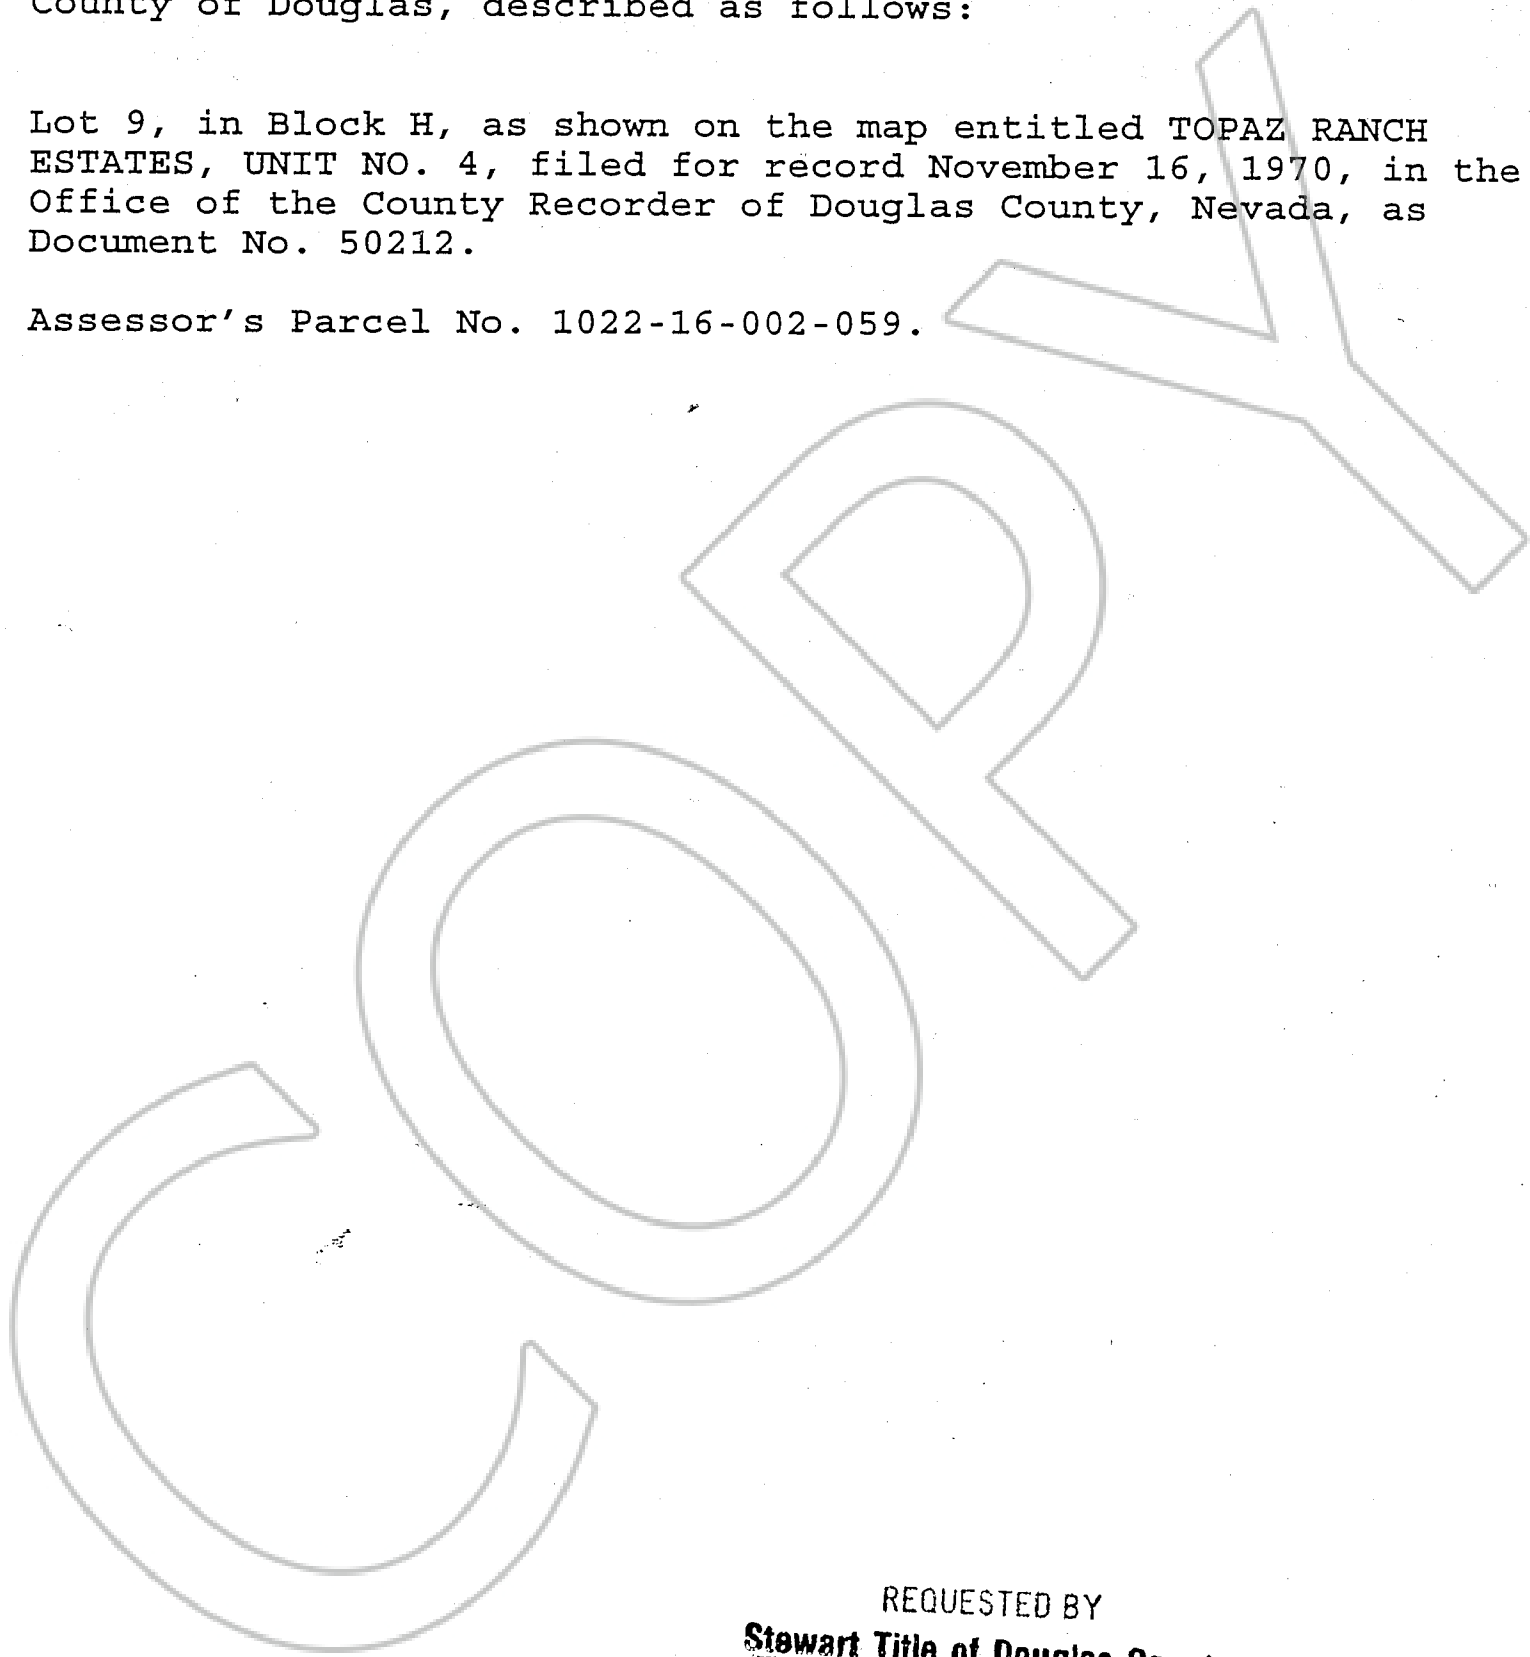 County of Douglas, described as follows:
Lot 9, in Block H, as shown on the map entitled TOPAZ RANCH
ESTATES, UNIT NO. 4, filed for record November 16, 1970, in the
Office of the County Recorder of Douglas County, Nevada, as
Document No. 50212.
Assessor's Parcel No. 1022-16-002-059.
COPY
REQUESTED BY
Stewart Title of Douglas